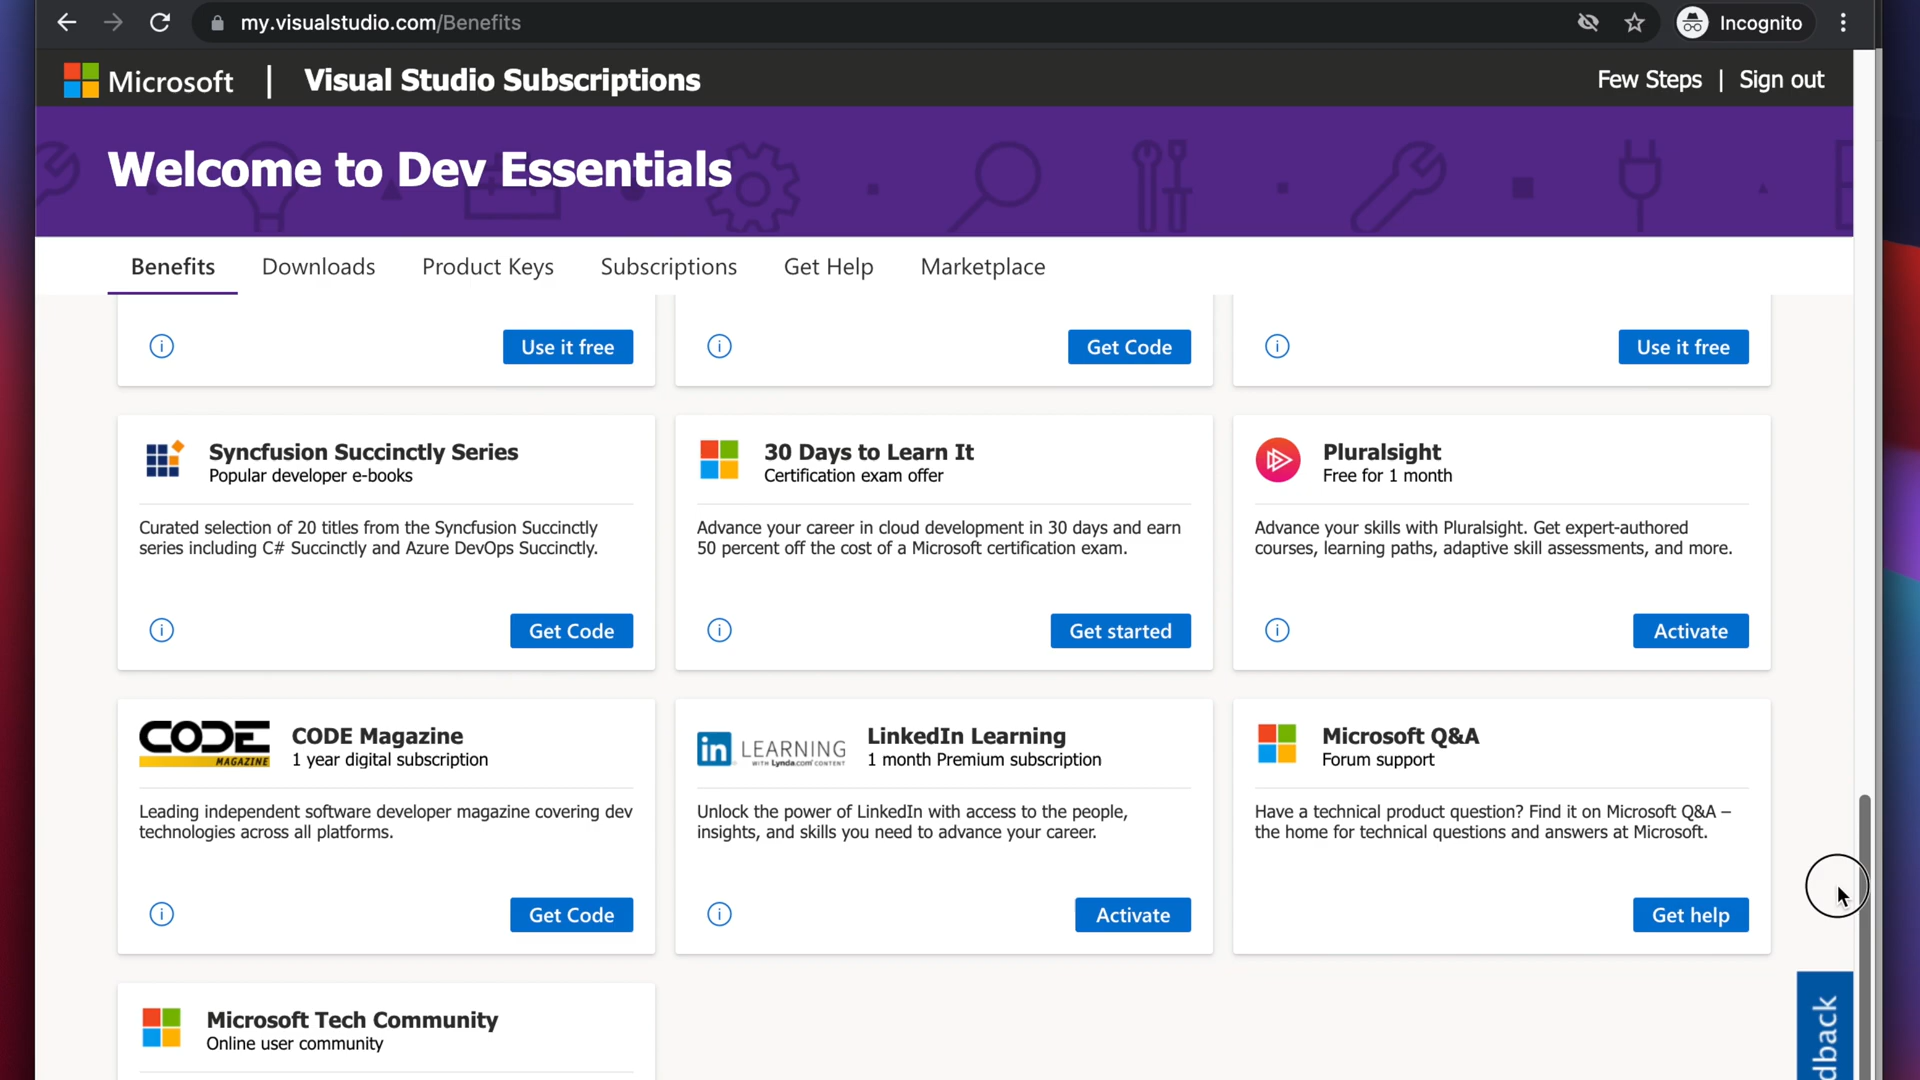 my.visualstudio.com/Benefits
Incognito
Microsoft | Visual Studio Subscriptions
Few Steps | Sign out
Welcome to Dev Essentials
Benefits
Downloads
Product Keys
Subscriptions
Get Help
Marketplace
Use it free
Get Code
Use it free
Syncfusion Succinctly Series
Popular developer e-books
Curated selection of 20 titles from the Syncfusion Succinctly
series including C# Succinctly and Azure DevOps Succinctly.
Get Code
30 Days to Learn It
Certification exam offer
Advance your career in cloud development in 30 days and earn
50 percent off the cost of a Microsoft certification exam.
Get started
Pluralsight
Free for 1 month
Advance your skills with Pluralsight. Get expert-authored
courses, learning paths, adaptive skill assessments, and more.
Activate
CODE
MAGAZINE
CODE Magazine
1 year digital subscription
Leading independent software developer magazine covering dev
technologies across all platforms.
Get Code
in LEARNING
WITH Lynda.com CONTENT
LinkedIn Learning
1 month Premium subscription
Unlock the power of LinkedIn with access to the people,
insights, and skills you need to advance your career.
Activate
Microsoft Q&A
Forum support
Have a technical product question? Find it on Microsoft Q&A –
the home for technical questions and answers at Microsoft.
Get help
Microsoft Tech Community
Online user community
dback